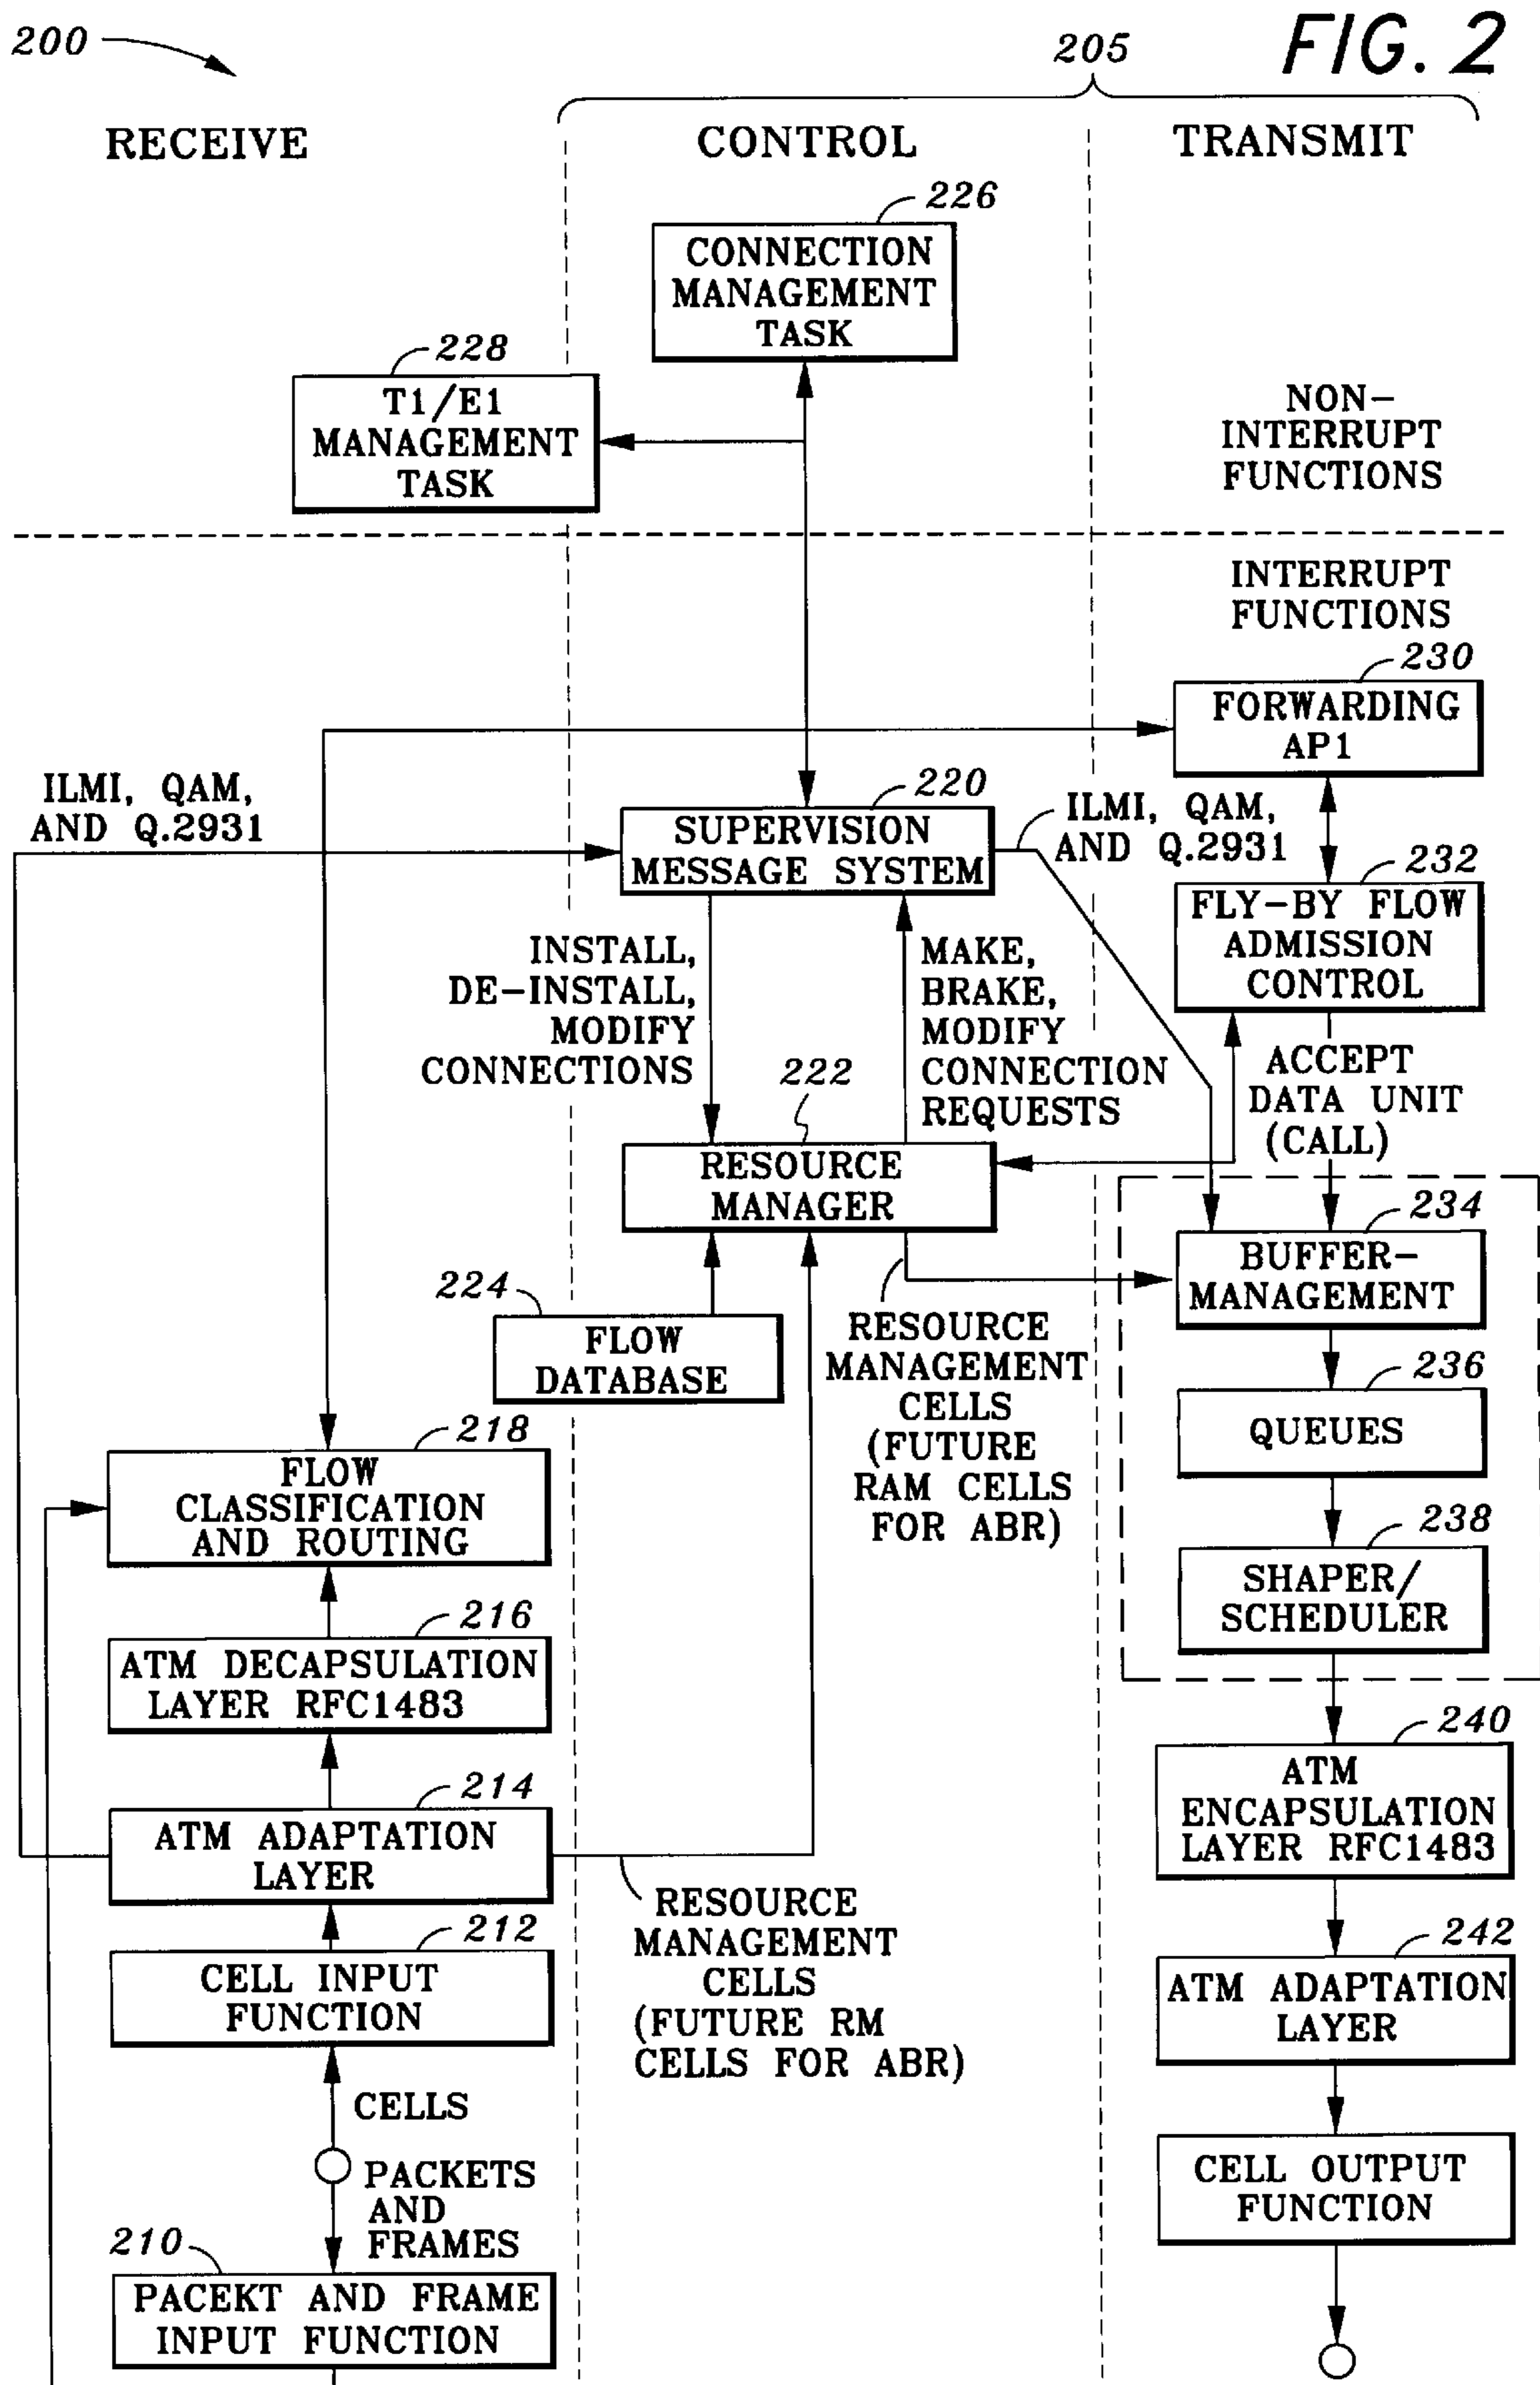 200
205
FIG. 2
RECEIVE
CONTROL
TRANSMIT
226
CONNECTION
MANAGEMENT
TASK
228
T1/E1
MANAGEMENT
TASK
NON-
INTERRUPT
FUNCTIONS
INTERRUPT
FUNCTIONS
230
FORWARDING
AP1
ILMI, QAM,
AND Q.2931
220
SUPERVISION
MESSAGE SYSTEM
ILMI, QAM,
AND Q.2931
232
FLY-BY FLOW
ADMISSION
CONTROL
INSTALL,
DE-INSTALL,
MODIFY
CONNECTIONS
MAKE,
BRAKE,
MODIFY
CONNECTION
REQUESTS
ACCEPT
DATA UNIT
(CALL)
222
RESOURCE
MANAGER
234
BUFFER-
MANAGEMENT
224
FLOW
DATABASE
RESOURCE
MANAGEMENT
CELLS
(FUTURE
RAM CELLS
FOR ABR)
236
QUEUES
218
FLOW
CLASSIFICATION
AND ROUTING
238
SHAPER/
SCHEDULER
216
ATM DECAPSULATION
LAYER RFC1483
240
ATM
ENCAPSULATION
LAYER RFC1483
214
ATM ADAPTATION
LAYER
RESOURCE
MANAGEMENT
CELLS
(FUTURE RM
CELLS FOR ABR)
212
CELL INPUT
FUNCTION
242
ATM ADAPTATION
LAYER
CELLS
PACKETS
AND
FRAMES
CELL OUTPUT
FUNCTION
210
PACEKT AND FRAME
INPUT FUNCTION